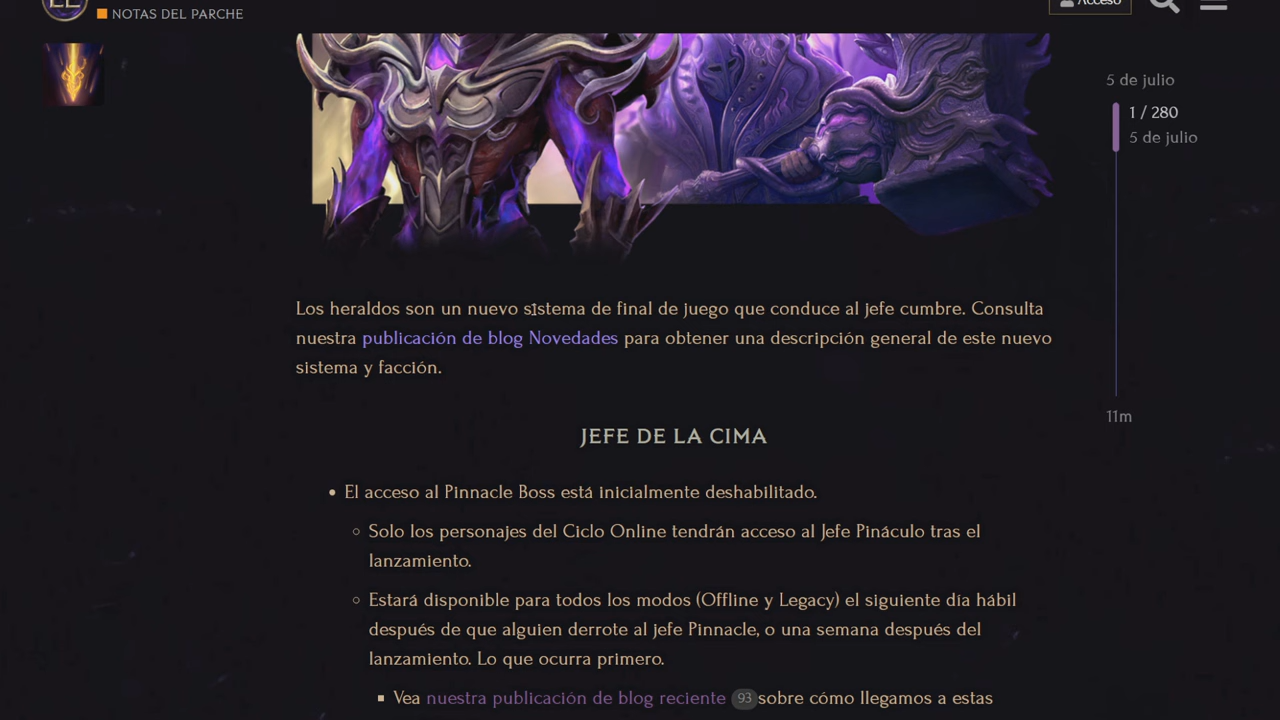 NOTAS DEL PARCHE
Acceso
5 de julio
1 / 280
5 de julio
11m
Los heraldos son un nuevo sistema de final de juego que conduce al jefe cumbre. Consulta
nuestra publicación de blog Novedades para obtener una descripción general de este nuevo
sistema y facción.
JEFE DE LA CIMA
• El acceso al Pinnacle Boss está inicialmente deshabilitado.
◦ Solo los personajes del Ciclo Online tendrán acceso al Jefe Pináculo tras el
lanzamiento.
◦ Estará disponible para todos los modos (Offline y Legacy) el siguiente día hábil
después de que alguien derrote al jefe Pinnacle, o una semana después del
lanzamiento. Lo que ocurra primero.
▪ Vea nuestra publicación de blog reciente 93 sobre cómo llegamos a estas